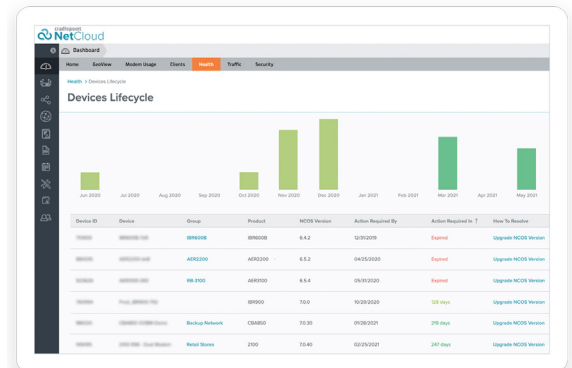 cradlepoint
NetCloud
Dashboard
Home GeoView Modem Usage Clients Health Traffic Security
Health > Devices Lifecycle
Devices Lifecycle
Jun 2020 Jul 2020 Aug 2020 Sep 2020 Oct 2020 Nov 2020 Dec 2020 Jan 2021 Feb 2021 Mar 2021 Apr 2021 May 2021
Device ID Device Group Product NCOS Version Action Required By Action Required In ↑ How To Resolve
IBR600B IBR600B 6.4.2 12/31/2019 Expired Upgrade NCOS Version
AER2200 AER2200 6.5.2 04/25/2020 Expired Upgrade NCOS Version
RB-3100 AER3100 6.5.4 05/31/2020 Expired Upgrade NCOS Version
IBR900 7.0.0 10/29/2020 128 days Upgrade NCOS Version
Backup Network CBA850 7.0.30 01/28/2021 219 days Upgrade NCOS Version
Retail Stores 2100 7.0.40 02/25/2021 247 days Upgrade NCOS Version